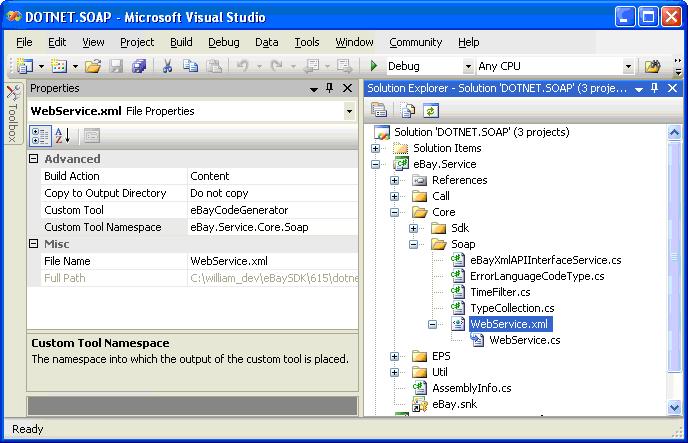 DOTNET.SOAP - Microsoft Visual Studio
File Edit View Project Build Debug Data Tools Window Community Help
Debug Any CPU
Toolbox
Properties
WebService.xml File Properties
Advanced
Build Action Content
Copy to Output Directory Do not copy
Custom Tool eBayCodeGenerator
Custom Tool Namespace eBay.Service.Core.Soap
Misc
File Name WebService.xml
Full Path C:\william_dev\eBaySDK\615\dotne
Custom Tool Namespace
The namespace into which the output of the custom tool is placed.
Solution Explorer - Solution 'DOTNET.SOAP' (3 proje...
Solution 'DOTNET.SOAP' (3 projects)
Solution Items
eBay.Service
References
Call
Core
Sdk
Soap
eBayXmlAPIInterfaceService.cs
ErrorLanguageCodeType.cs
TimeFilter.cs
TypeCollection.cs
WebService.xml
WebService.cs
EPS
Util
AssemblyInfo.cs
eBay.snk
Ready